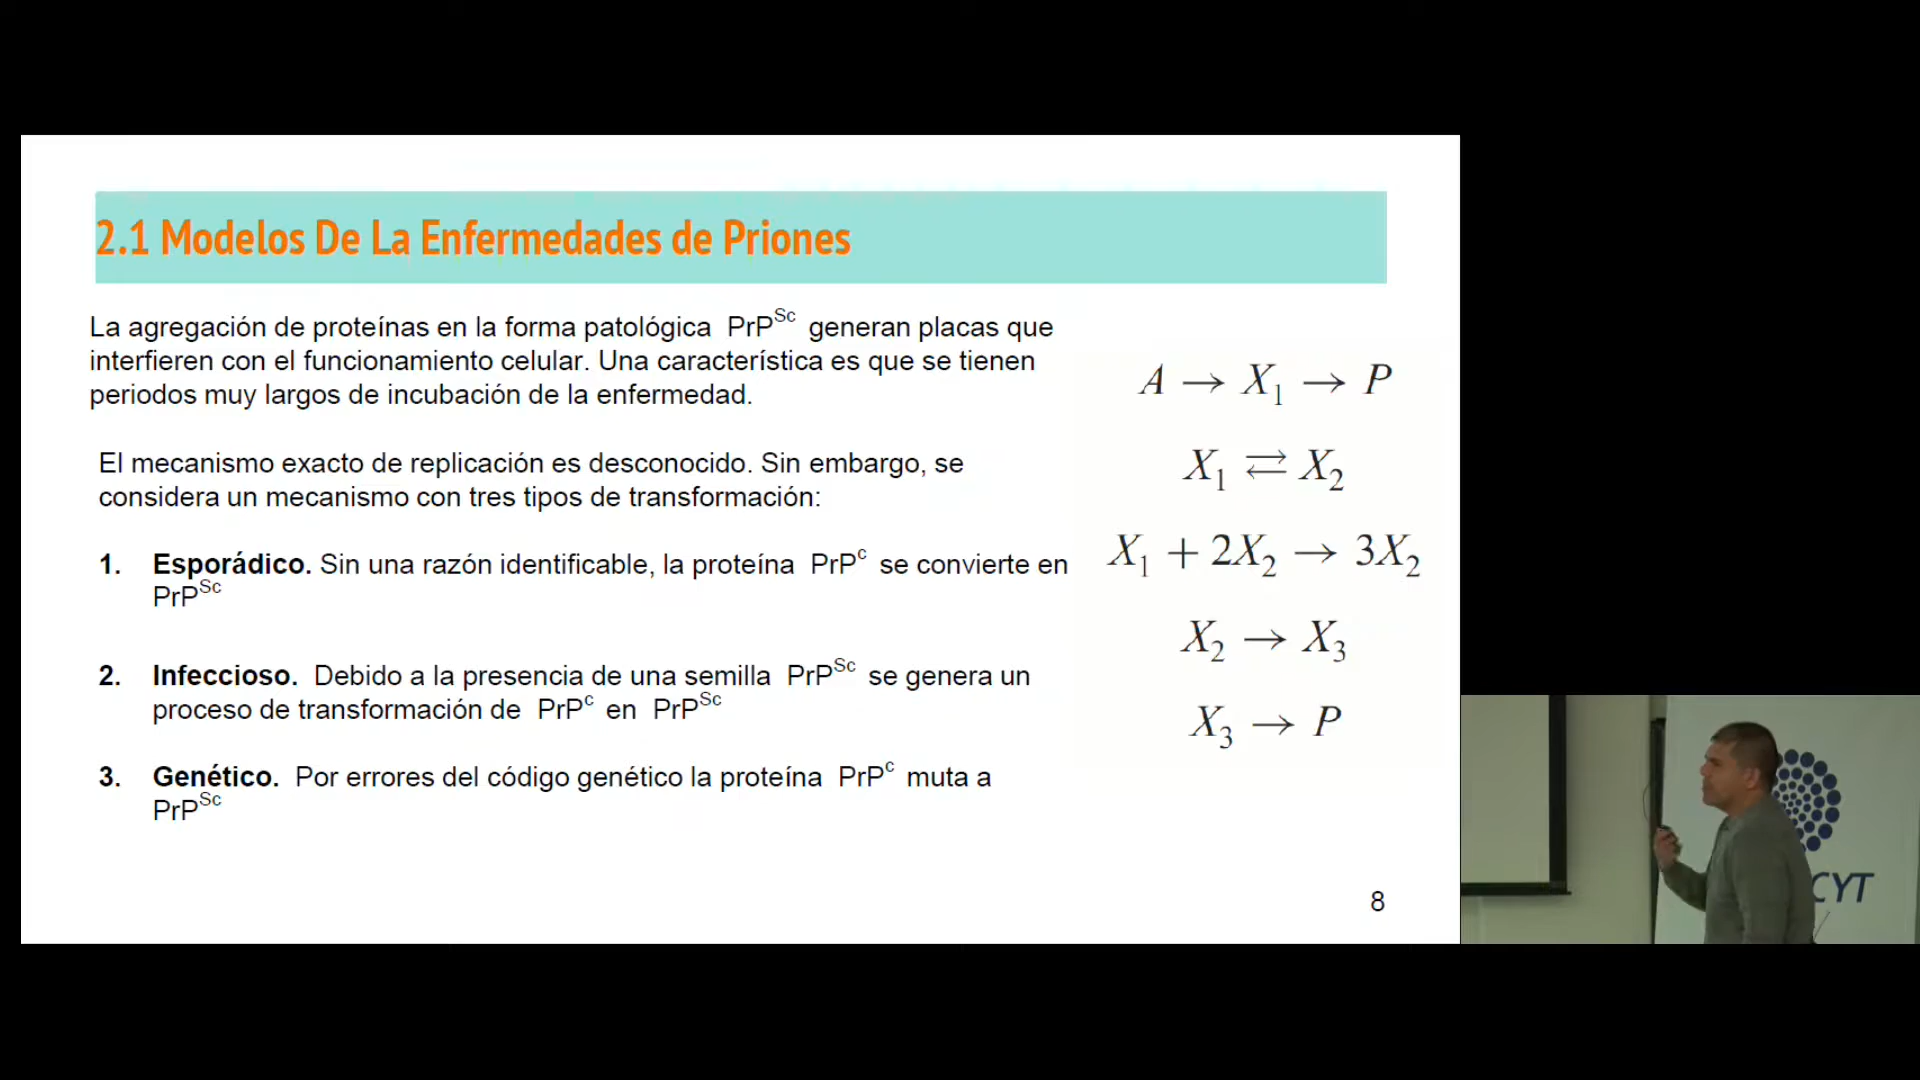 2.1 Modelos De La Enfermedades de Priones
La agregación de proteínas en la forma patológica PrP^Sc generan placas que
interfieren con el funcionamiento celular. Una característica es que se tienen
periodos muy largos de incubación de la enfermedad.
El mecanismo exacto de replicación es desconocido. Sin embargo, se
considera un mecanismo con tres tipos de transformación:
1. Esporádico. Sin una razón identificable, la proteína PrP^c se convierte en
PrP^Sc
2. Infeccioso. Debido a la presencia de una semilla PrP^Sc se genera un
proceso de transformación de PrP^c en PrP^Sc
3. Genético. Por errores del código genético la proteína PrP^c muta a
PrP^Sc
A → X₁ → P
X₁ ⇄ X₂
X₁ + 2X₂ → 3X₂
X₂ → X₃
X₃ → P
8
CYT